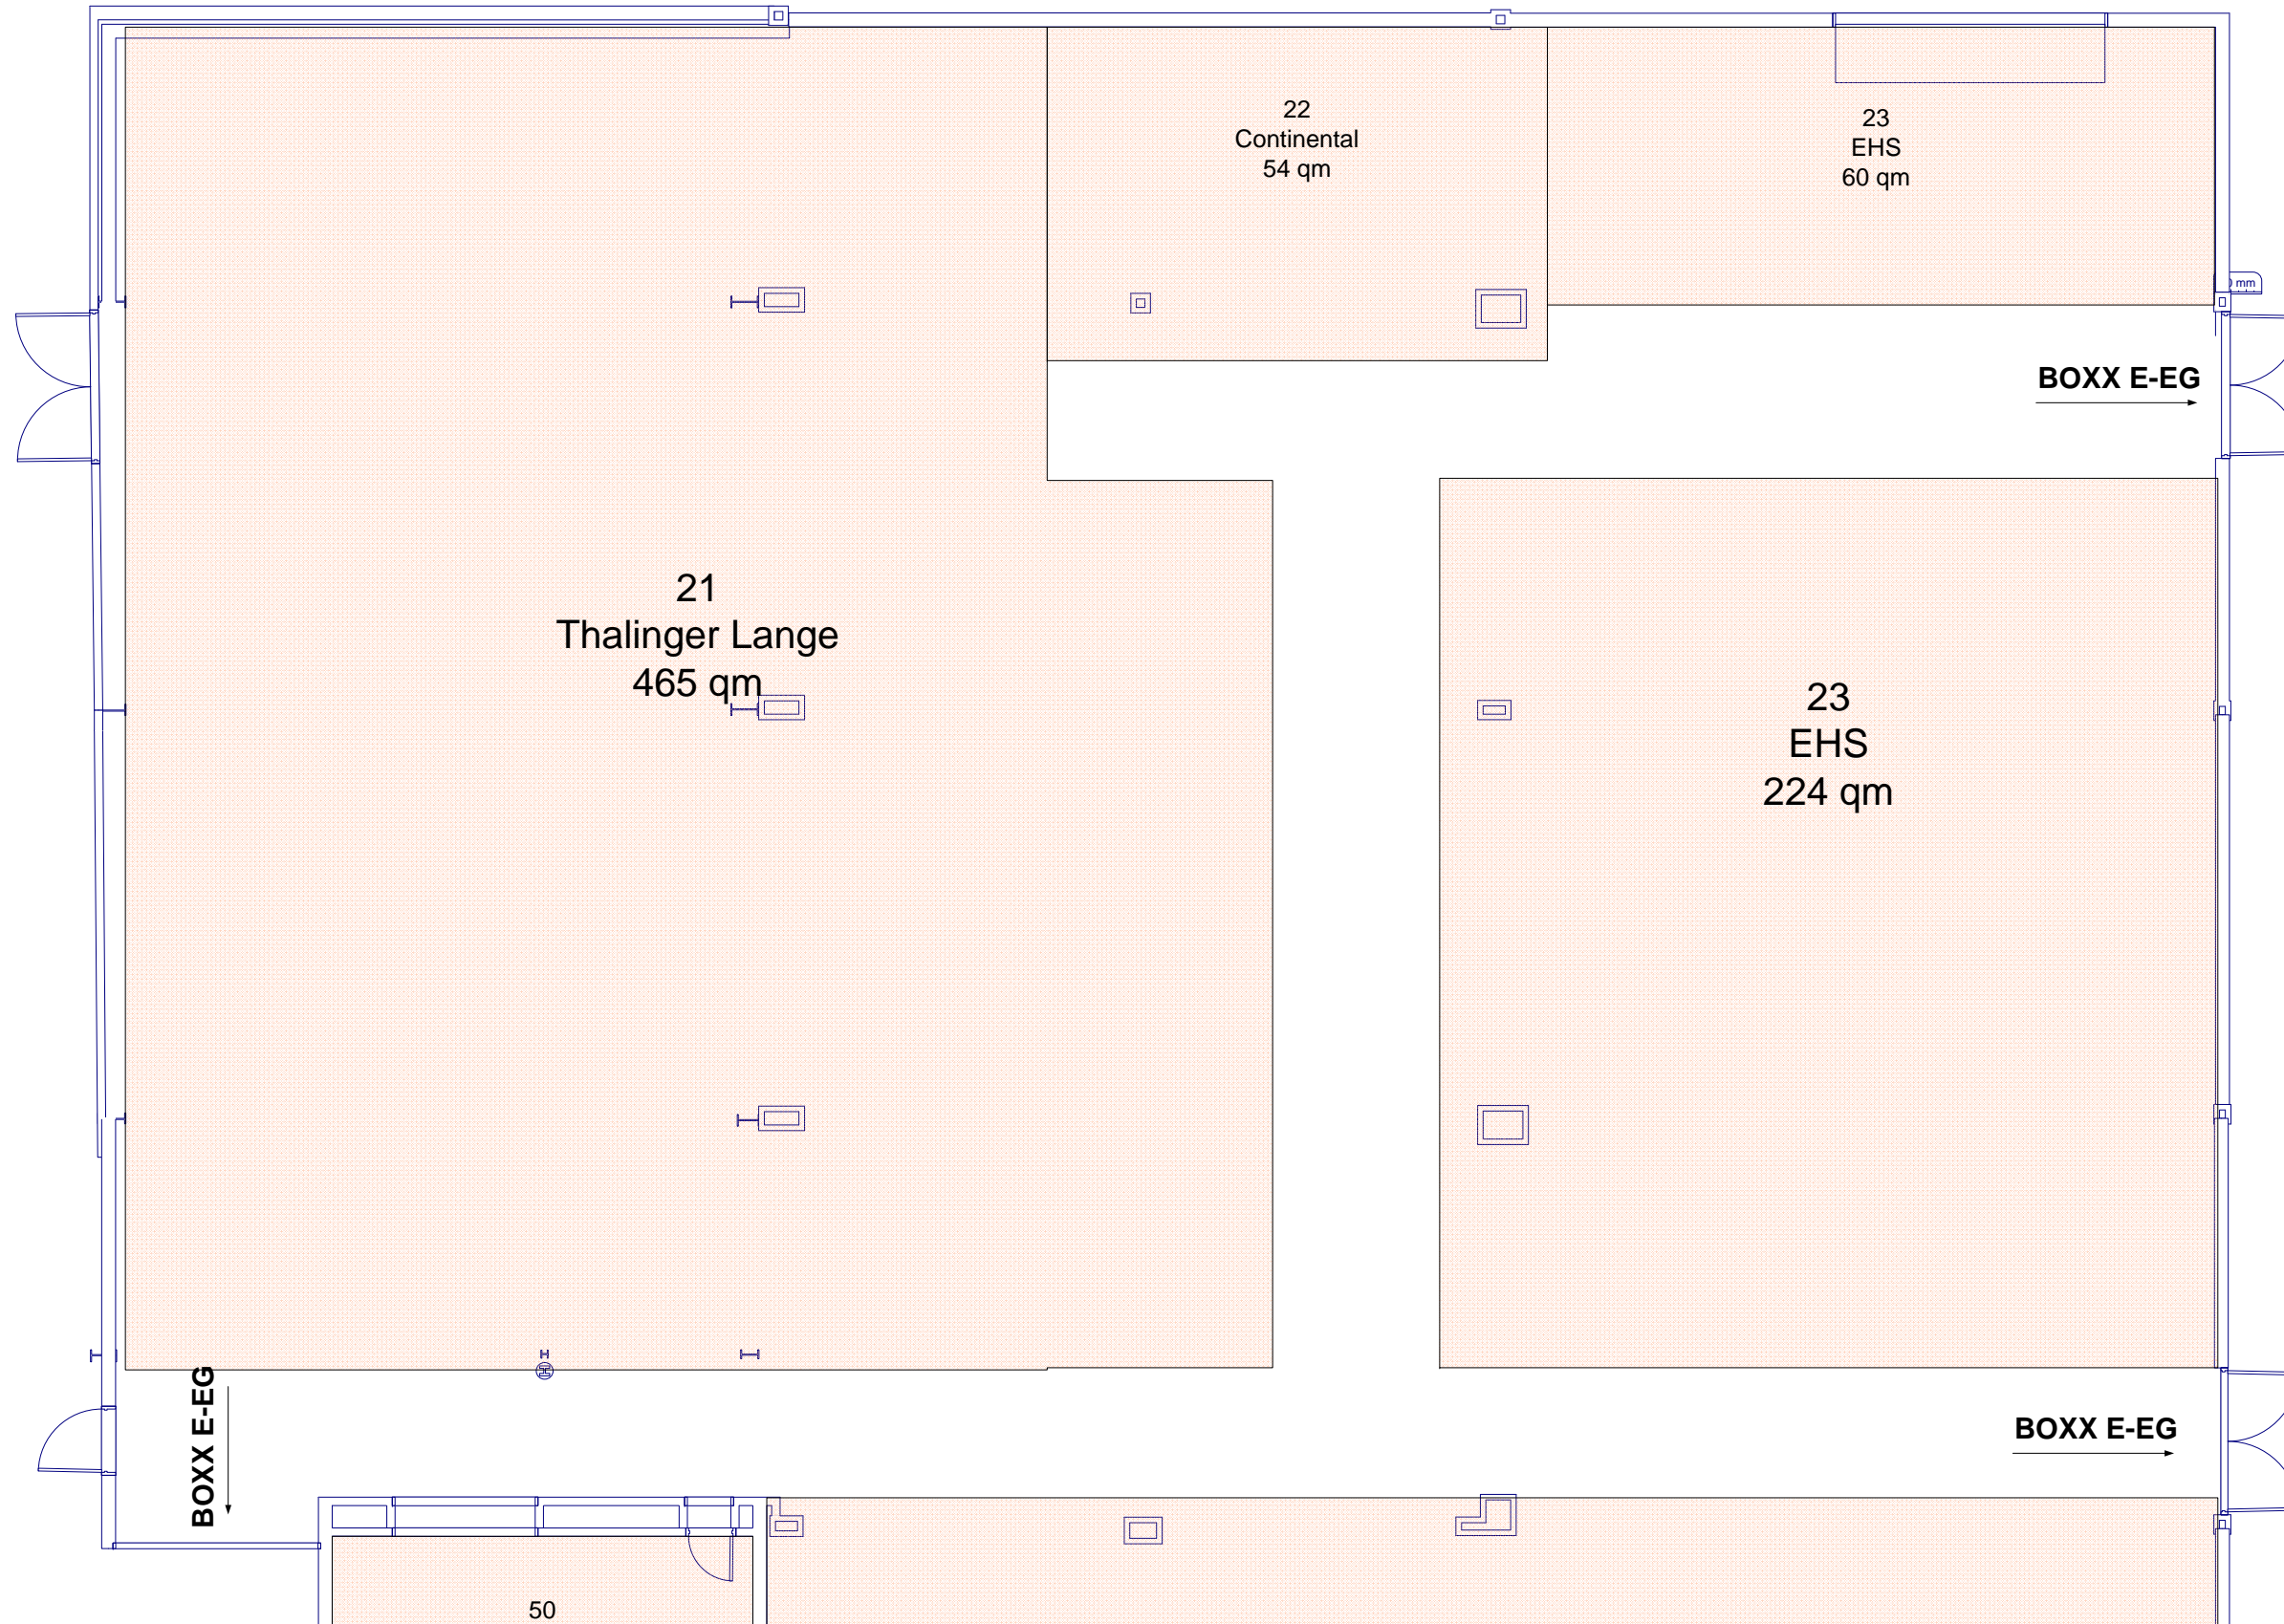 22
Continental
54 qm
23
EHS
60 qm
mm
BOXX E-EG
21
Thalinger Lange
465 qm
23
EHS
224 qm
BOXX E-EG
BOXX E-EG
50